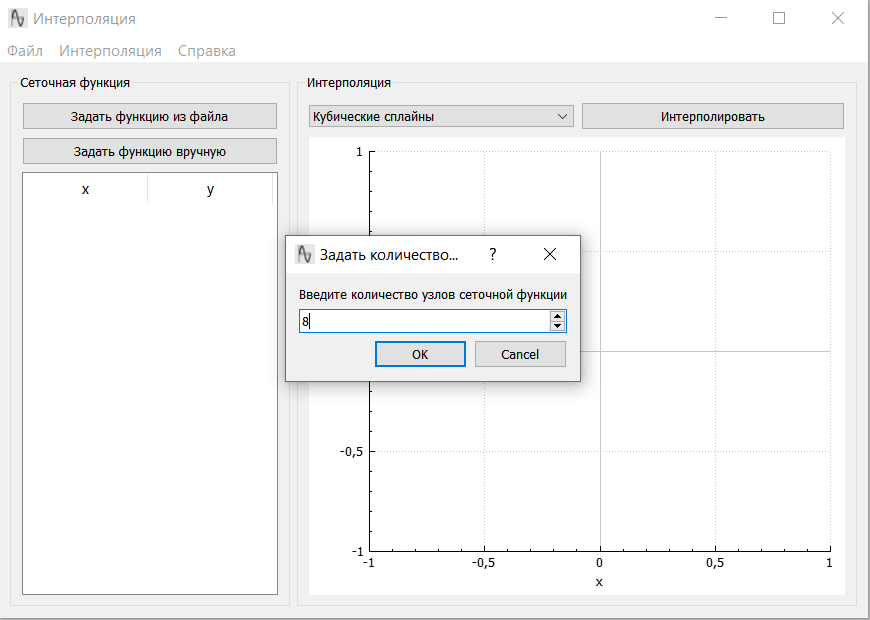 Интерполяция
Файл Интерполяция Справка
Сеточная функция
Задать функцию из файла
Задать функцию вручную
x y
Интерполяция
Кубические сплайны
Интерполировать
1
Задать количество... ?
Введите количество узлов сеточной функции
8
OK Cancel
-0,5
-1
-1 -0,5 0 0,5 1
x